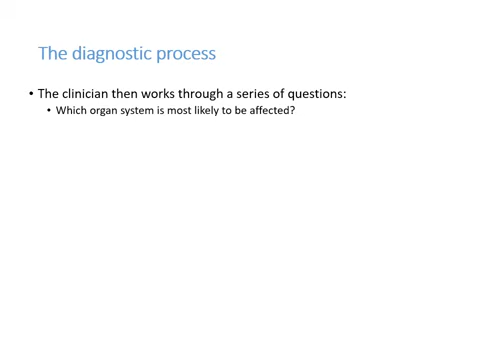 The diagnostic process
• The clinician then works through a series of questions:
• Which organ system is most likely to be affected?